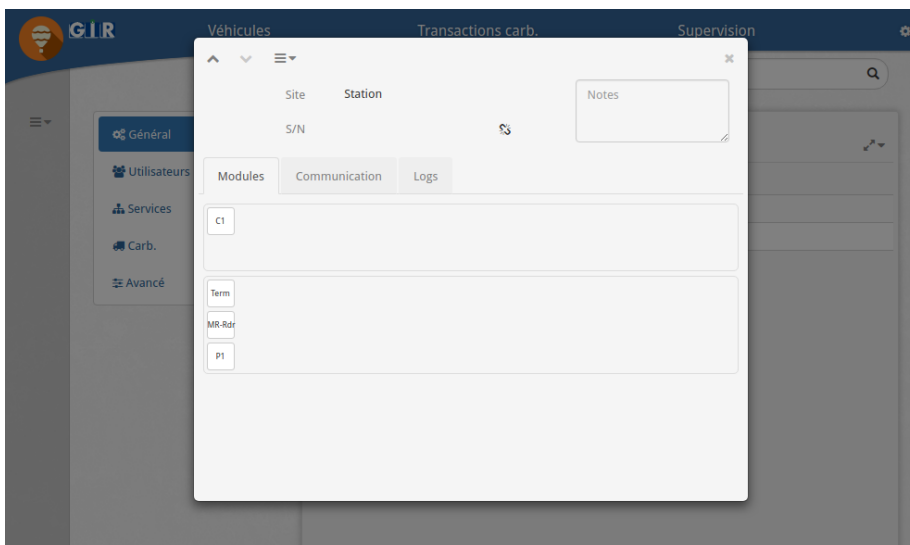 GIR
Véhicules Transactions carb. Supervision
Site Station Notes
S/N
Général
Utilisateurs
Services
Carb.
Avancé
Modules Communication Logs
C1
Term
MR-Rdr
P1